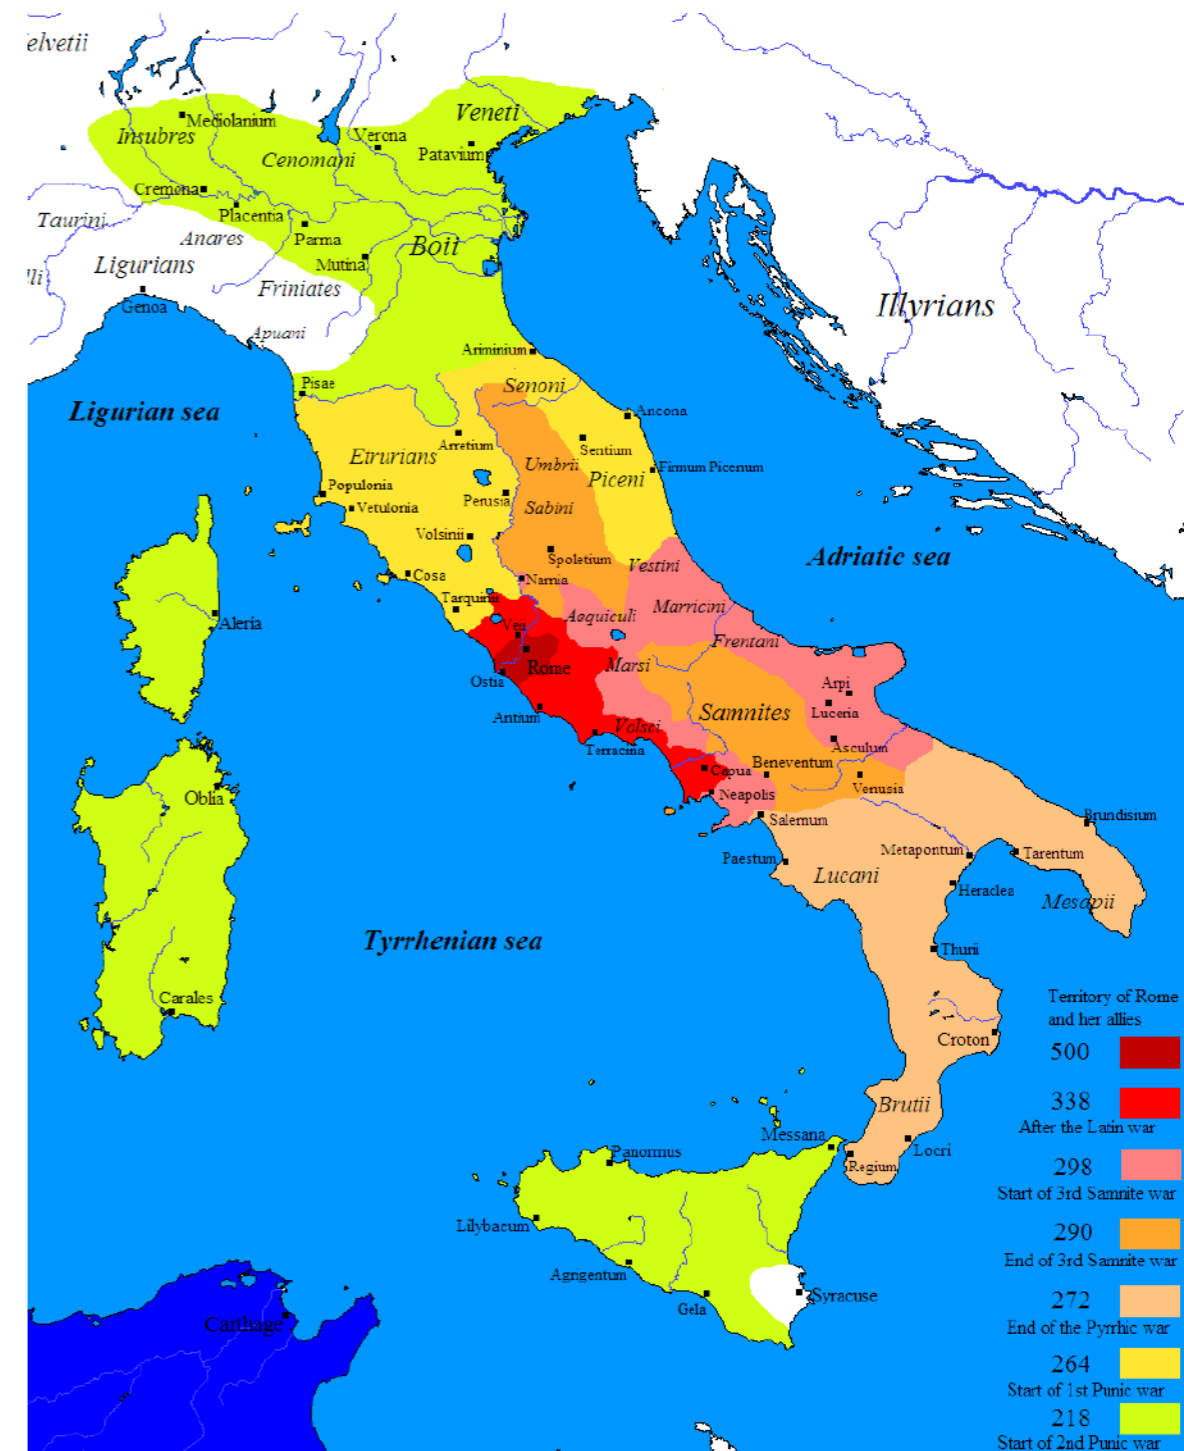 elvetii
Mediolanium
Insubres
Veneti
Verona
Patavium
Cenomani
Cremona
Placentia
Taurini
Anares
Parma
Boii
Mutina
Ligurians
lli
Friniates
Genoa
Apuani
Illyrians
Ariminium
Pisae
Senoni
Ligurian sea
Ancona
Arretium
Sentium
Etrurians
Umbrii
Firmum Picenum
Piceni
Populonia
Perusia
Vetulonia
Sabini
Volsinii
Spoletium
Adriatic sea
Vestini
Cosa
Narnia
Tarquinii
Marricini
Aequiculi
Aleria
Veii
Frentani
Rome
Marsi
Ostia
Arpi
Antium
Luceria
Samnites
Volsci
Terracina
Asculum
Beneventum
Capua
Venusia
Oblia
Neapolis
Salernum
Brundisium
Metapontum
Tarentum
Paestum
Lucani
Heraclea
Mesapii
Tyrrhenian sea
Thurii
Carales
Croton
Brutii
Messana
Locri
Panormus
Regium
Lilybaeum
Agrigentum
Gela
Syracuse
Carthage
Territory of Rome
and her allies
500
338
After the Latin war
298
Start of 3rd Samnite war
290
End of 3rd Samnite war
272
End of the Pyrrhic war
264
Start of 1st Punic war
218
Start of 2nd Punic war